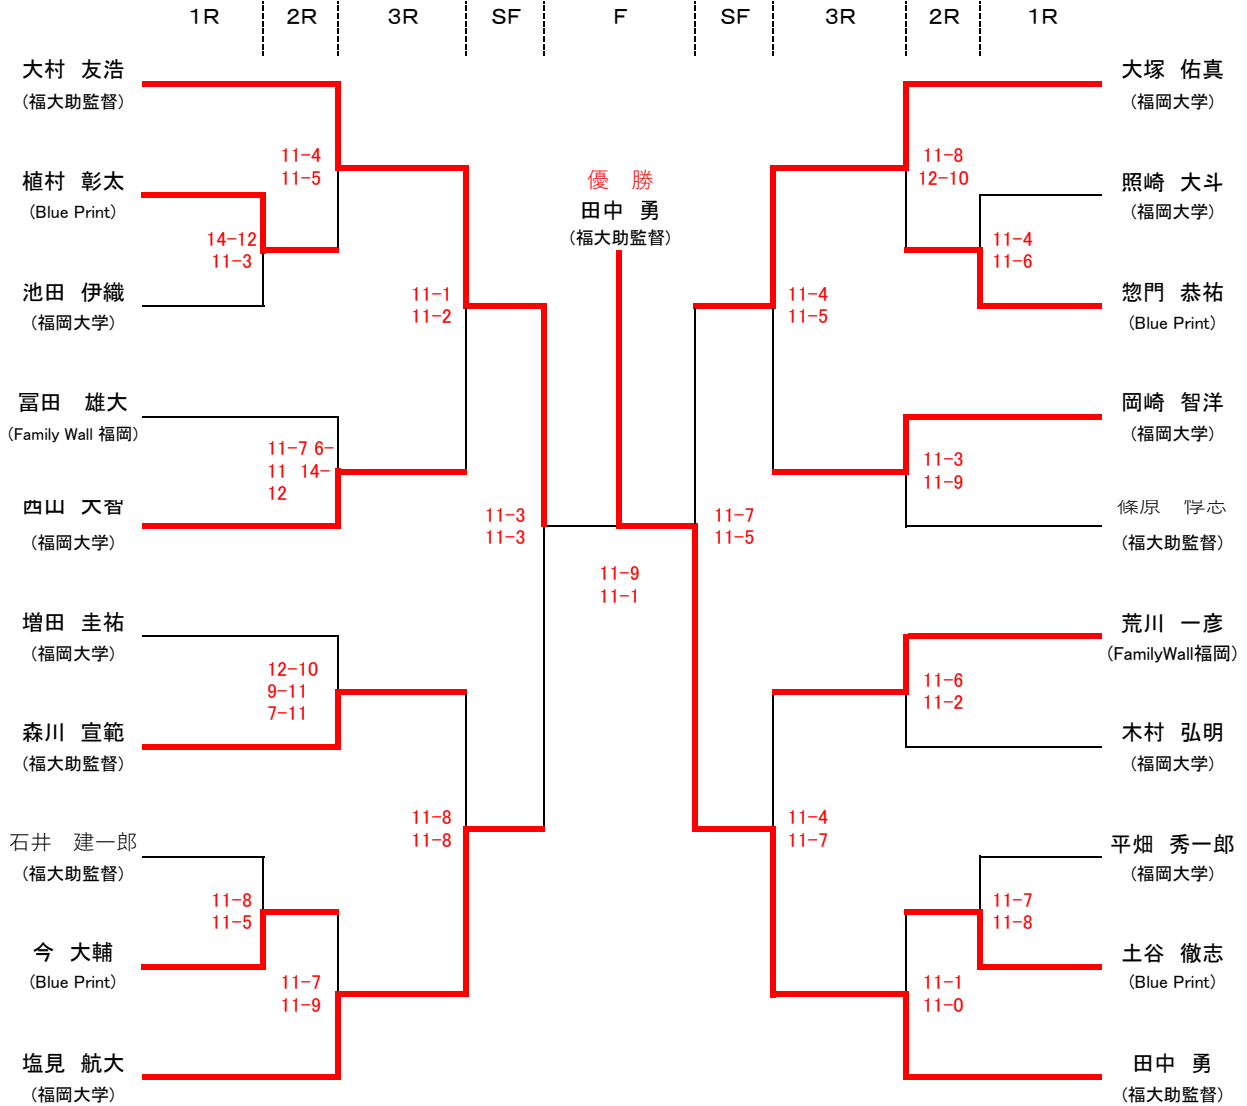 1R 2R 3R SF F SF 3R 2R 1R
大村 友浩
(福大助監督)
植村 彰太
(Blue Print)
池田 伊織
(福岡大学)
冨田 雄大
(Family Wall 福岡)
西山 大智
(福岡大学)
増田 圭祐
(福岡大学)
森川 宣範
(福大助監督)
石井 建一郎
(福大助監督)
今 大輔
(Blue Print)
塩見 航大
(福岡大学)
14-12
11-3
11-8
11-5
11-4
11-5
11-7 6-
11 14-
12
12-10
9-11
7-11
11-7
11-9
11-1
11-2
11-8
11-8
11-3
11-3
優 勝
田中 勇
(福大助監督)
11-9
11-1
11-7
11-5
11-4
11-5
11-4
11-7
11-8
12-10
11-3
11-9
11-6
11-2
11-1
11-0
11-4
11-6
11-7
11-8
大塚 佑真
(福岡大学)
照崎 大斗
(福岡大学)
惣門 恭祐
(Blue Print)
岡崎 智洋
(福岡大学)
篠原 惇志
(福大助監督)
荒川 一彦
(FamilyWall福岡)
木村 弘明
(福岡大学)
平畑 秀一郎
(福岡大学)
土谷 徹志
(Blue Print)
田中 勇
(福大助監督)